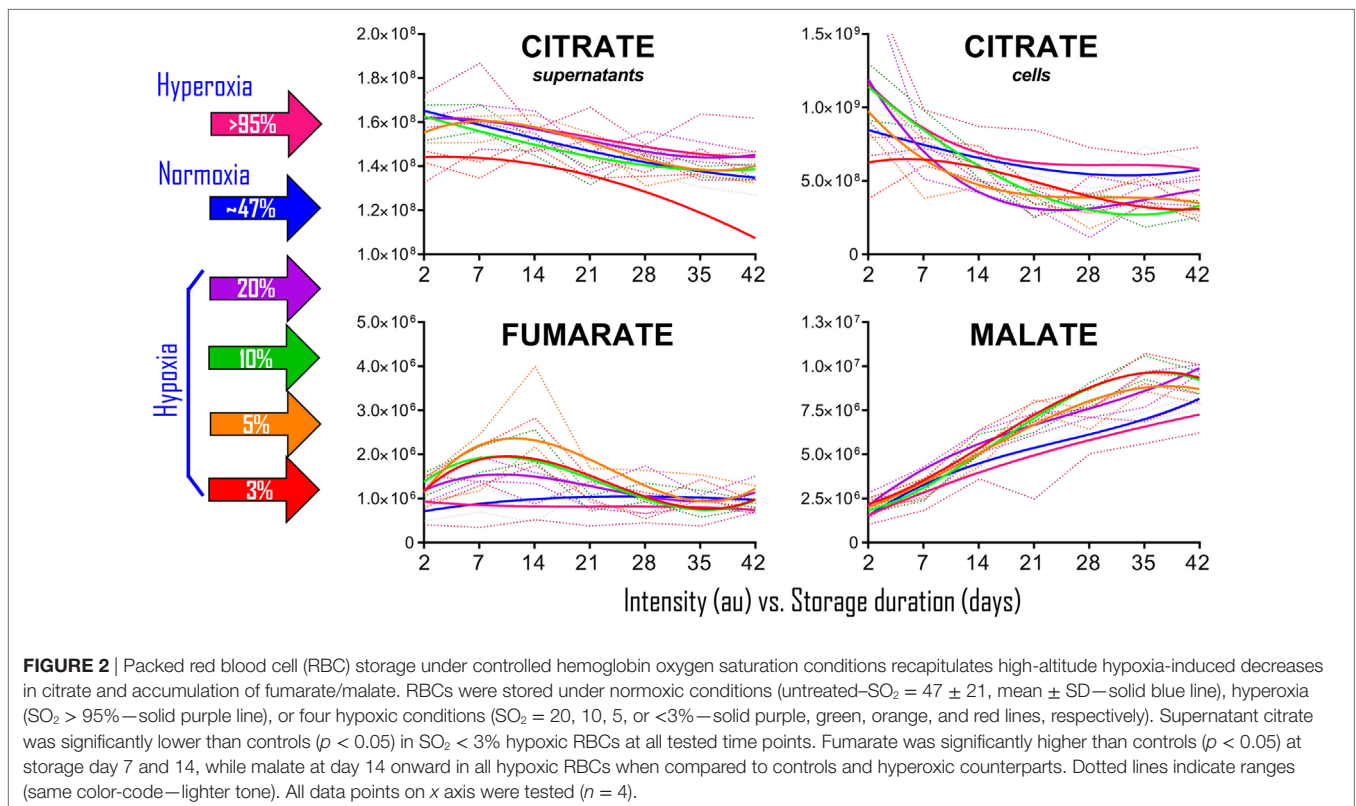 Hyperoxia
>95%
Normoxia
~47%
Hypoxia
20%
10%
5%
3%
CITRATE
supernatants
2.0×10⁸
1.8×10⁸
1.6×10⁸
1.4×10⁸
1.2×10⁸
1.0×10⁸
2 7 14 21 28 35 42
CITRATE
cells
1.5×10⁹
1.0×10⁹
5.0×10⁸
0
2 7 14 21 28 35 42
FUMARATE
5.0×10⁶
4.0×10⁶
3.0×10⁶
2.0×10⁶
1.0×10⁶
0
2 7 14 21 28 35 42
MALATE
1.3×10⁷
1.0×10⁷
7.5×10⁶
5.0×10⁶
2.5×10⁶
0
2 7 14 21 28 35 42
Intensity (au) vs. Storage duration (days)
FIGURE 2 | Packed red blood cell (RBC) storage under controlled hemoglobin oxygen saturation conditions recapitulates high-altitude hypoxia-induced decreases
in citrate and accumulation of fumarate/malate. RBCs were stored under normoxic conditions (untreated–SO₂ = 47 ± 21, mean ± SD—solid blue line), hyperoxia
(SO₂ > 95%—solid purple line), or four hypoxic conditions (SO₂ = 20, 10, 5, or <3%—solid purple, green, orange, and red lines, respectively). Supernatant citrate
was significantly lower than controls (p < 0.05) in SO₂ < 3% hypoxic RBCs at all tested time points. Fumarate was significantly higher than controls (p < 0.05) at
storage day 7 and 14, while malate at day 14 onward in all hypoxic RBCs when compared to controls and hyperoxic counterparts. Dotted lines indicate ranges
(same color-code—lighter tone). All data points on x axis were tested (n = 4).